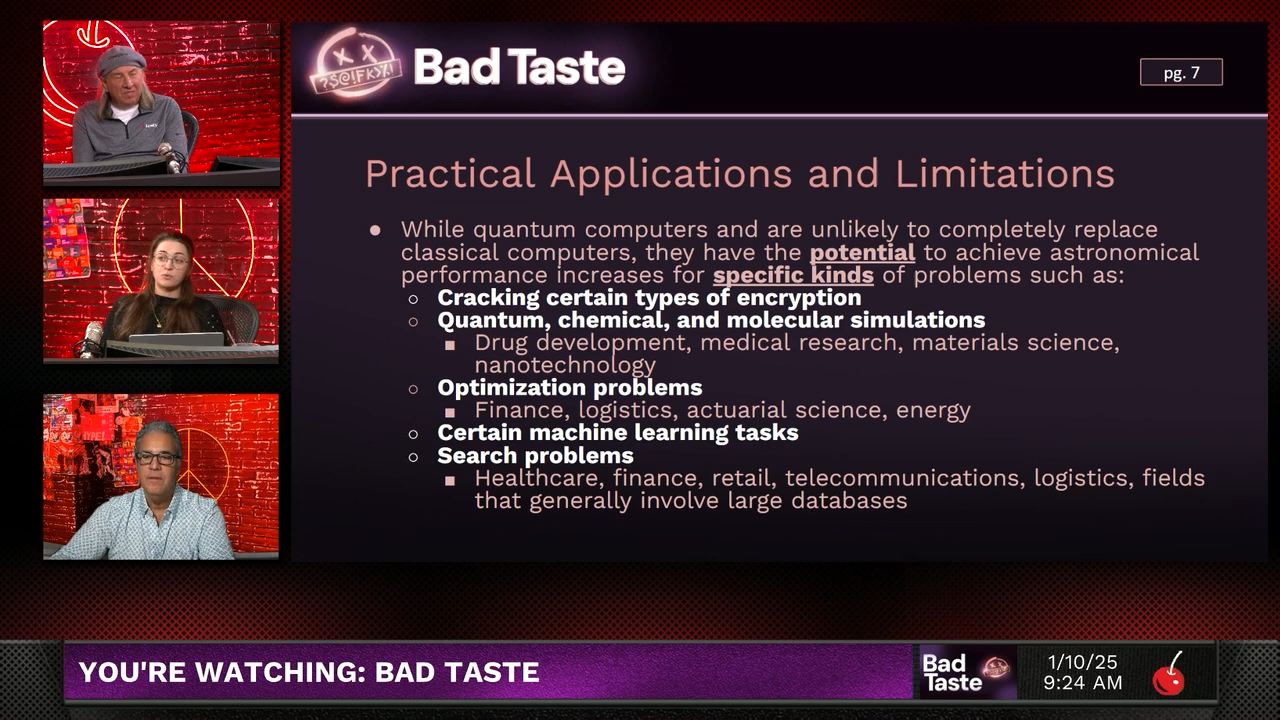 Bad Taste
pg. 7
Practical Applications and Limitations
● While quantum computers and are unlikely to completely replace
classical computers, they have the potential to achieve astronomical
performance increases for specific kinds of problems such as:
○ Cracking certain types of encryption
○ Quantum, chemical, and molecular simulations
■ Drug development, medical research, materials science,
nanotechnology
○ Optimization problems
■ Finance, logistics, actuarial science, energy
○ Certain machine learning tasks
○ Search problems
■ Healthcare, finance, retail, telecommunications, logistics, fields
that generally involve large databases
YOU'RE WATCHING: BAD TASTE
Bad
Taste
1/10/25
9:24 AM